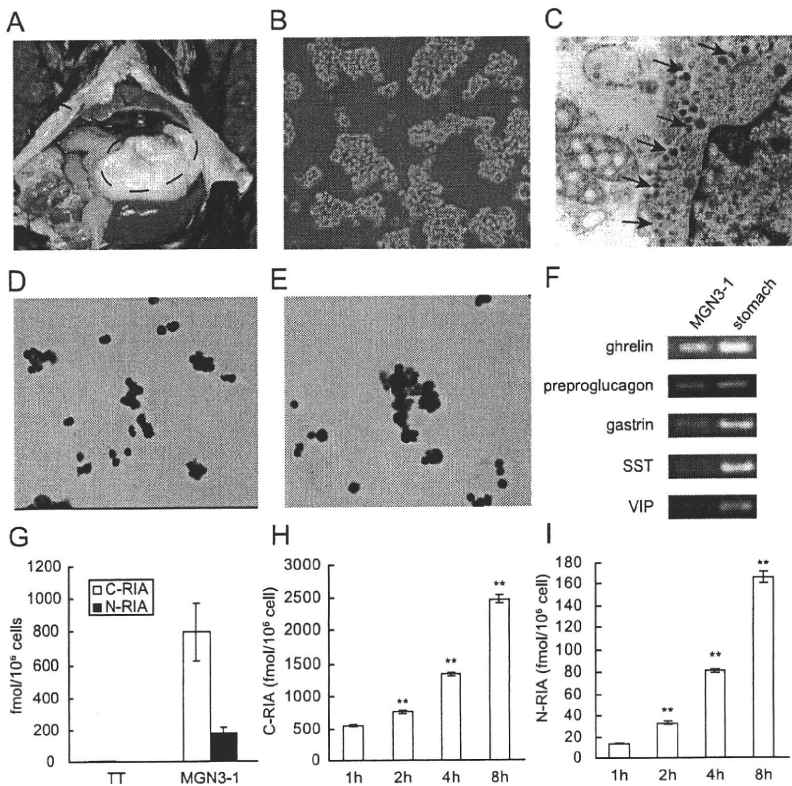 A
B
C
D
E
F
MGN3-1
stomach
ghrelin
preproglucagon
gastrin
SST
VIP
G
1200
1000
800
600
400
200
0
fmol/10⁶ cells
C-RIA
N-RIA
TT
MGN3-1
H
3000
2500
2000
1500
1000
500
0
C-RIA (fmol/10⁶ cell)
**
**
**
1h
2h
4h
8h
I
180
160
140
120
100
80
60
40
20
0
N-RIA (fmol/10⁶ cell)
**
**
**
1h
2h
4h
8h